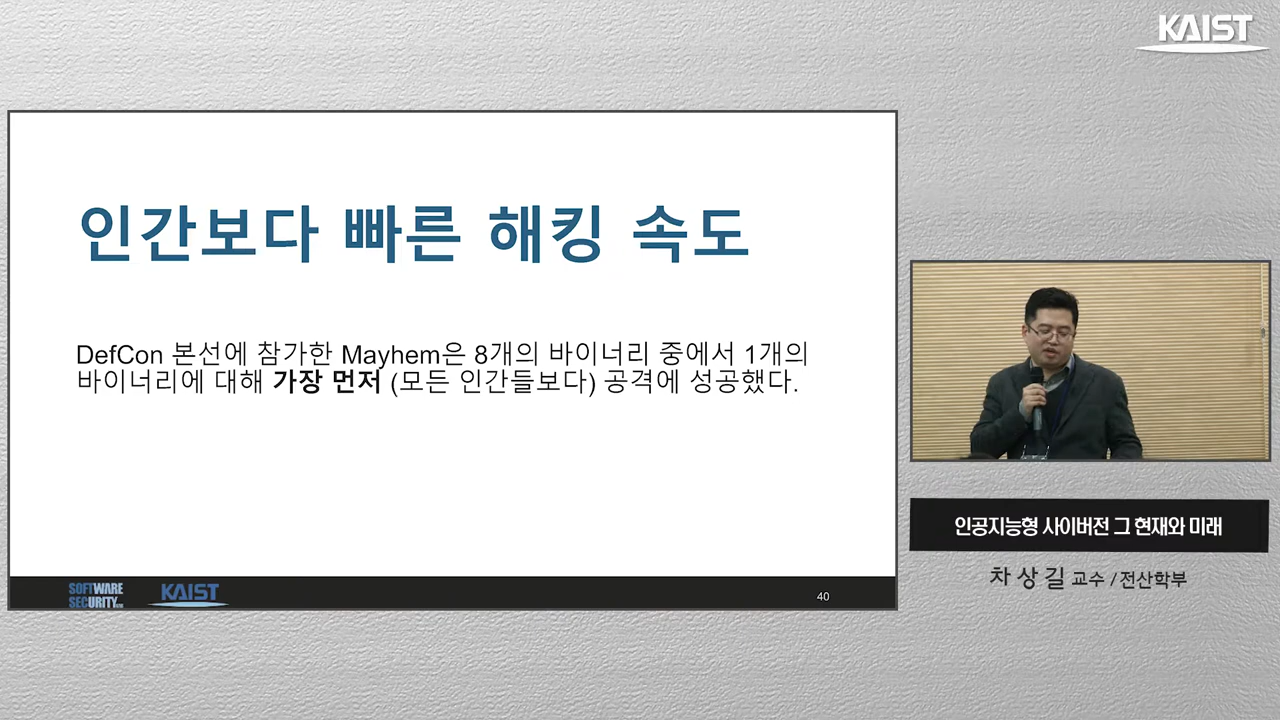 KAIST
인간보다 빠른 해킹 속도
DefCon 본선에 참가한 Mayhem은 8개의 바이너리 중에서 1개의
바이너리에 대해 가장 먼저 (모든 인간들보다) 공격에 성공했다.
SOFTWARE
SECURITY
KAIST
40
인공지능형 사이버전 그 현재와 미래
차상길 교수 / 전산학부